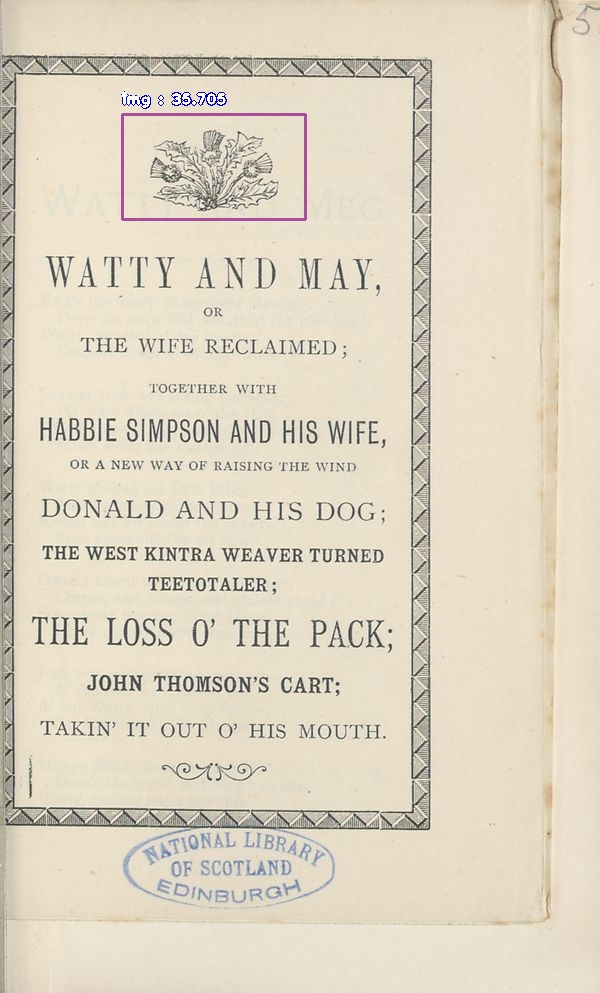 5
img : 35.705
WATTY AND MAY,
OR
THE WIFE RECLAIMED;
TOGETHER WITH
HABBIE SIMPSON AND HIS WIFE,
OR A NEW WAY OF RAISING THE WIND
DONALD AND HIS DOG;
THE WEST KINTRA WEAVER TURNED
TEETOTALER;
THE LOSS O' THE PACK;
JOHN THOMSON'S CART;
TAKIN' IT OUT O' HIS MOUTH.
NATIONAL LIBRARY
OF SCOTLAND
EDINBURGH